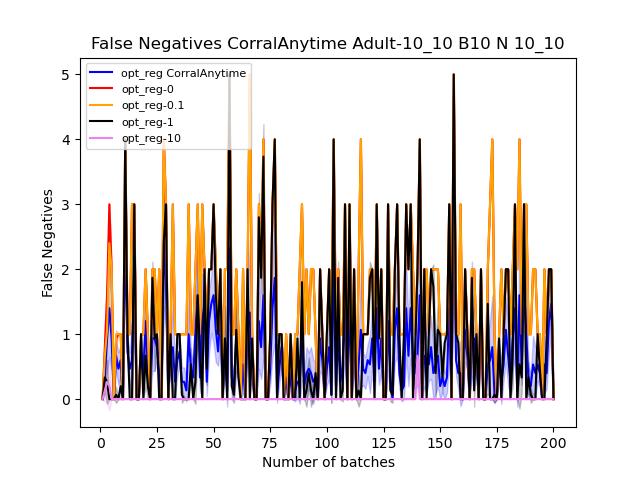 False Negatives CorralAnytime Adult-10_10 B10 N 10_10
opt_reg CorralAnytime
opt_reg-0
opt_reg-0.1
opt_reg-1
opt_reg-10
False Negatives
5
4
3
2
1
0
0 25 50 75 100 125 150 175 200
Number of batches